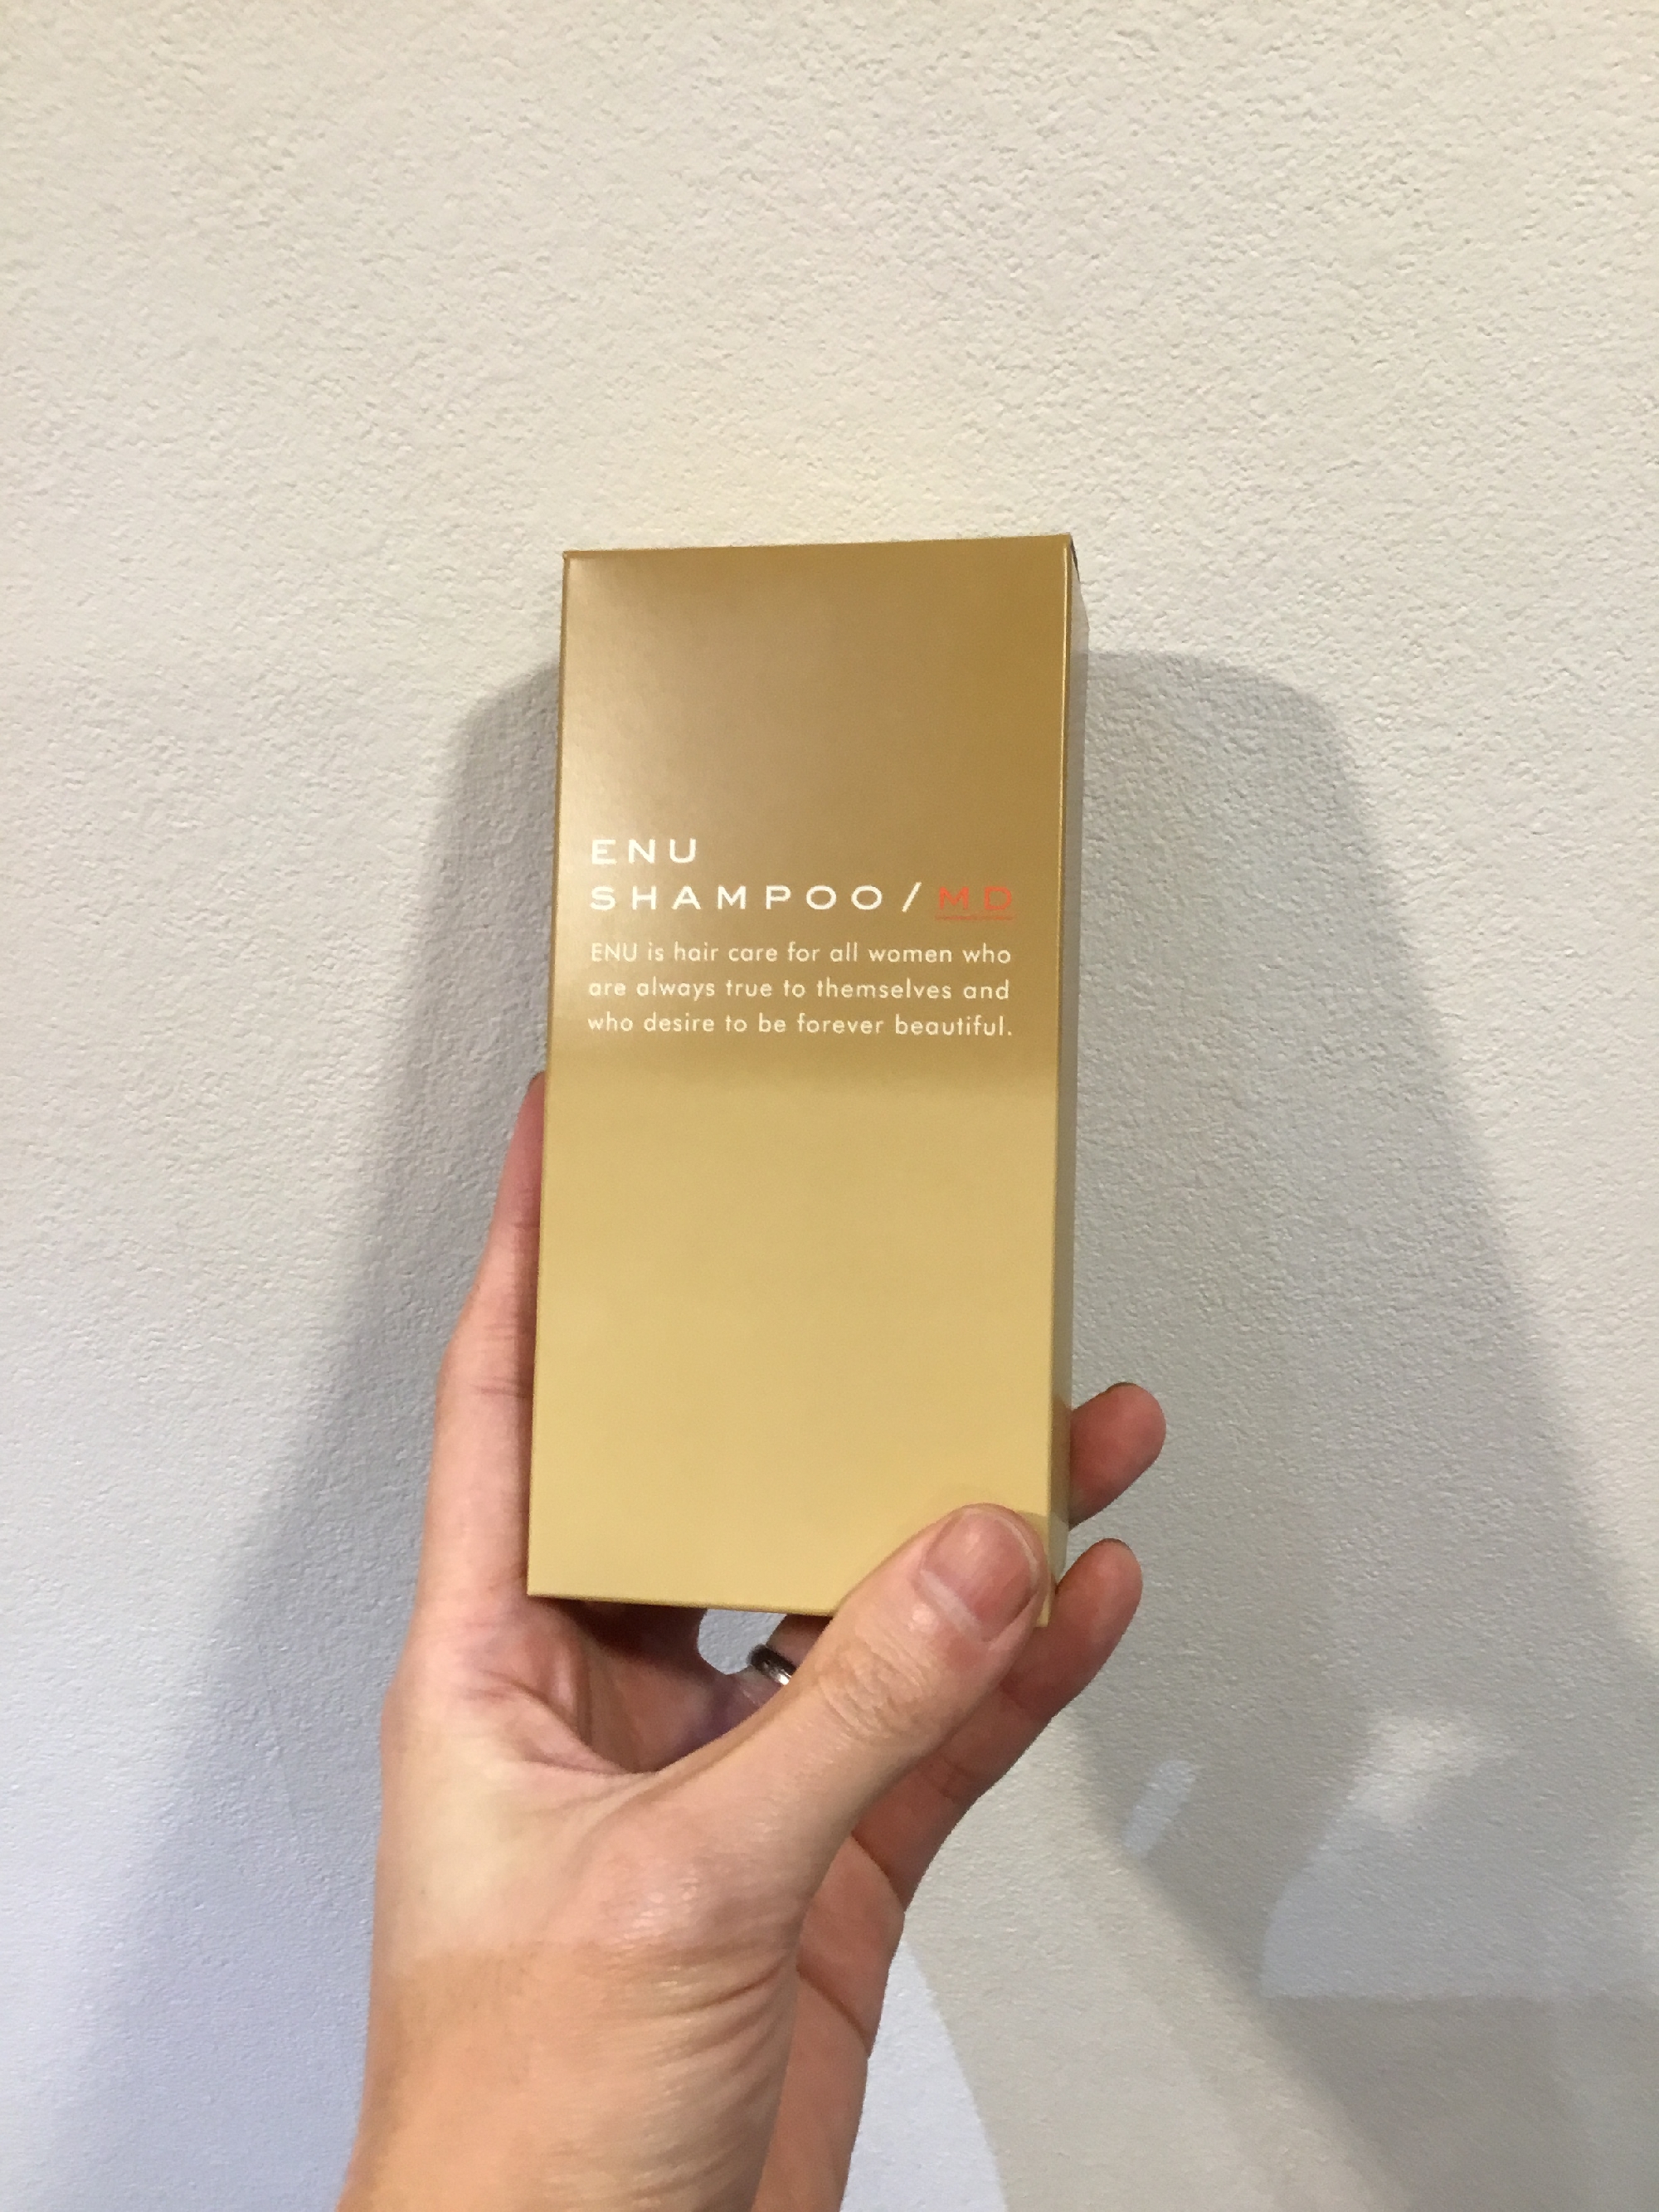 ENU
SHAMPOO/MD
ENU is hair care for all women who
are always true to themselves and
who desire to be forever beautiful.